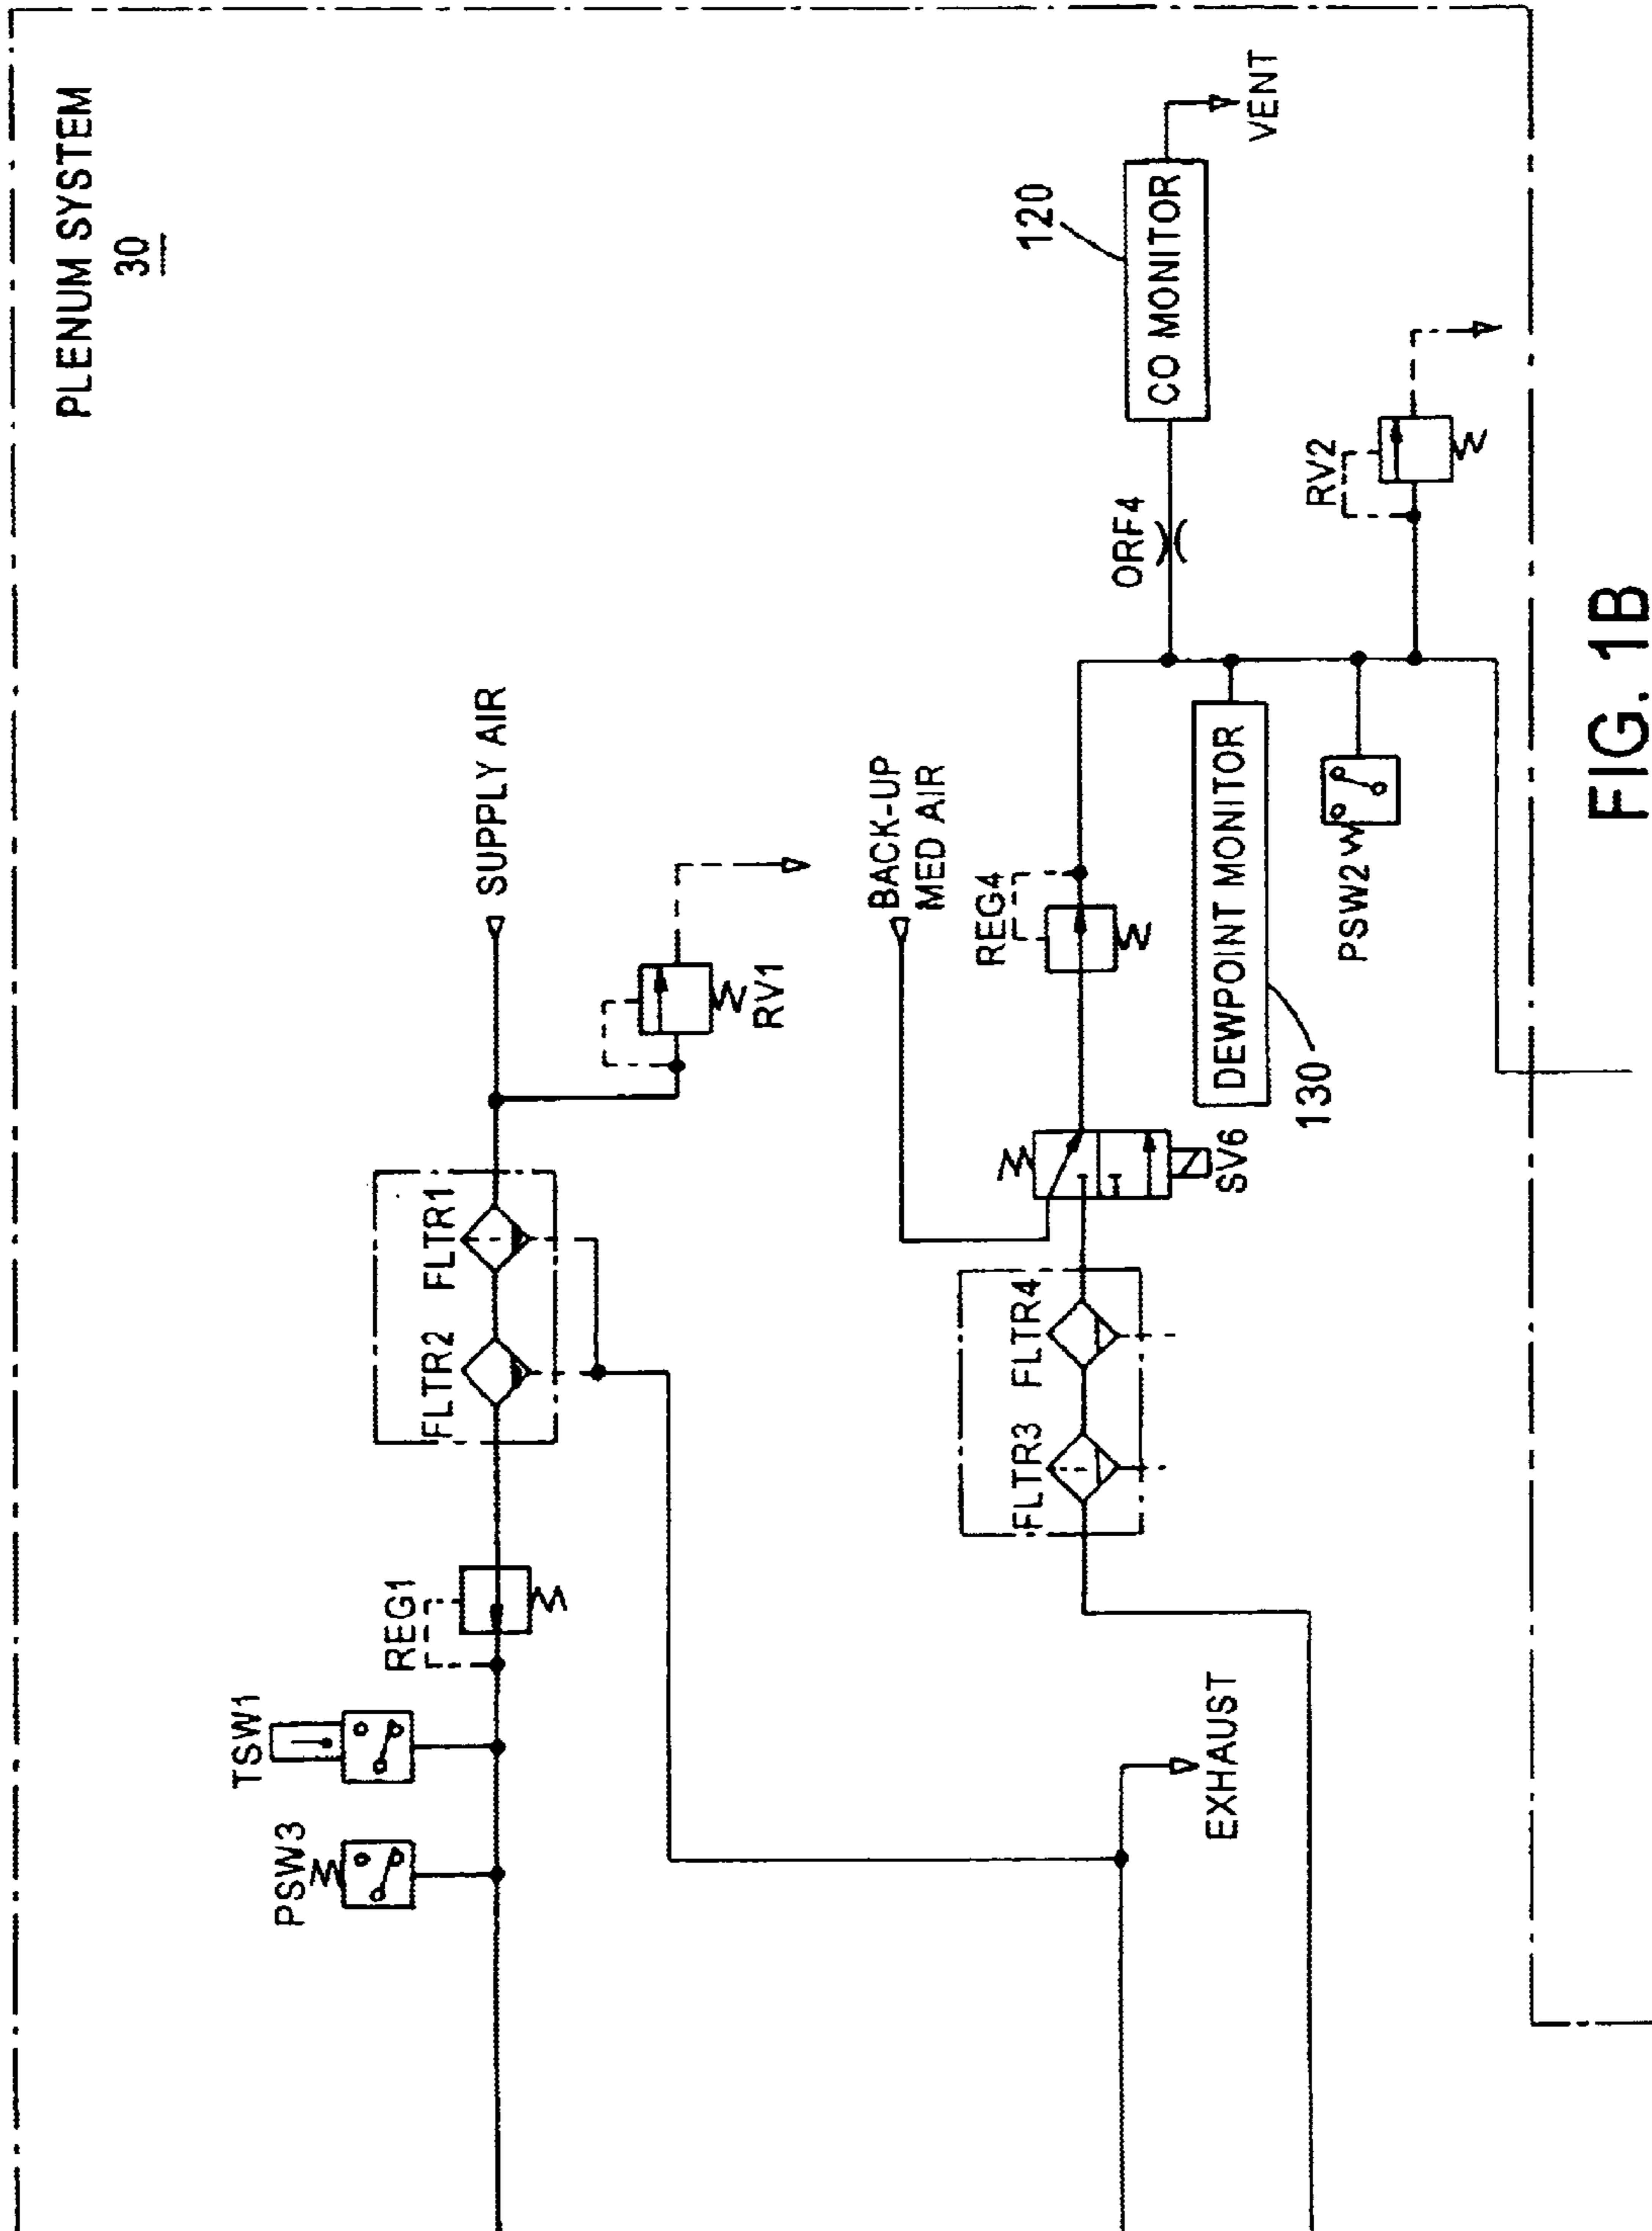 PLENUM SYSTEM
30
SUPPLY AIR
FLTR1
FLTR2
RV1
REG1
TSW1
PSW3
BACK-UP
MED AIR
REG4
SV6
FLTR4
FLTR3
EXHAUST
ORF4
120
CO MONITOR
VENT
RV2
DEWPOINT MONITOR
130
PSW2
FIG. 1B